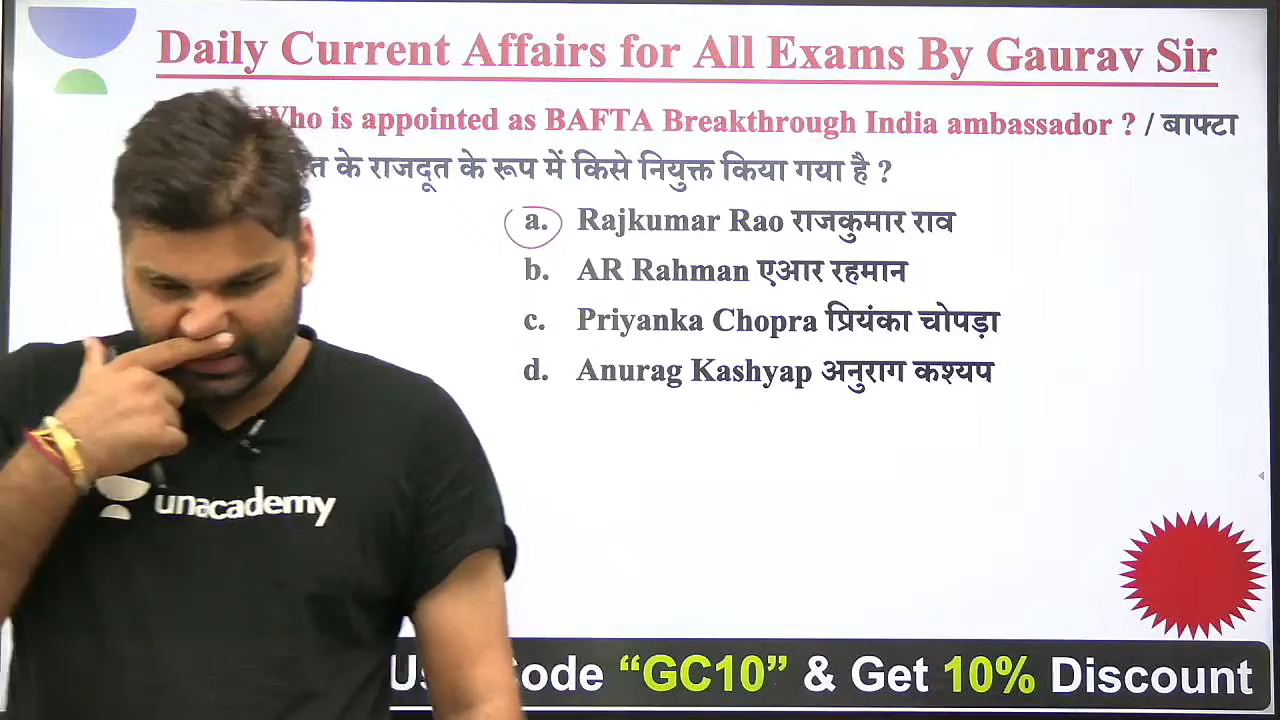 Daily Current Affairs for All Exams By Gaurav Sir
Who is appointed as BAFTA Breakthrough India ambassador ? / बाफ्टा
के राजदूत के रूप में किसे नियुक्त किया गया है ?
a. Rajkumar Rao राजकुमार राव
b. AR Rahman एआर रहमान
c. Priyanka Chopra प्रियंका चोपड़ा
d. Anurag Kashyap अनुराग कश्यप
unacademy
“GC10” & Get 10% Discount